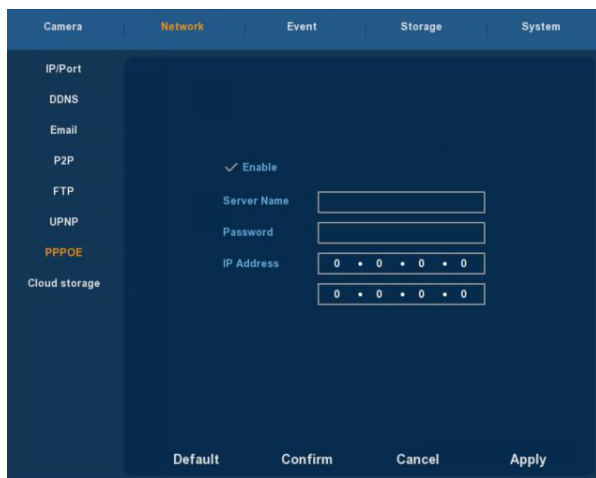 Camera Network Event Storage System
IP/Port
DDNS
Email
P2P
FTP
UPNP
PPPOE
Cloud storage
Enable
Server Name
Password
IP Address 0 . 0 . 0 . 0
0 . 0 . 0 . 0
Default Confirm Cancel Apply